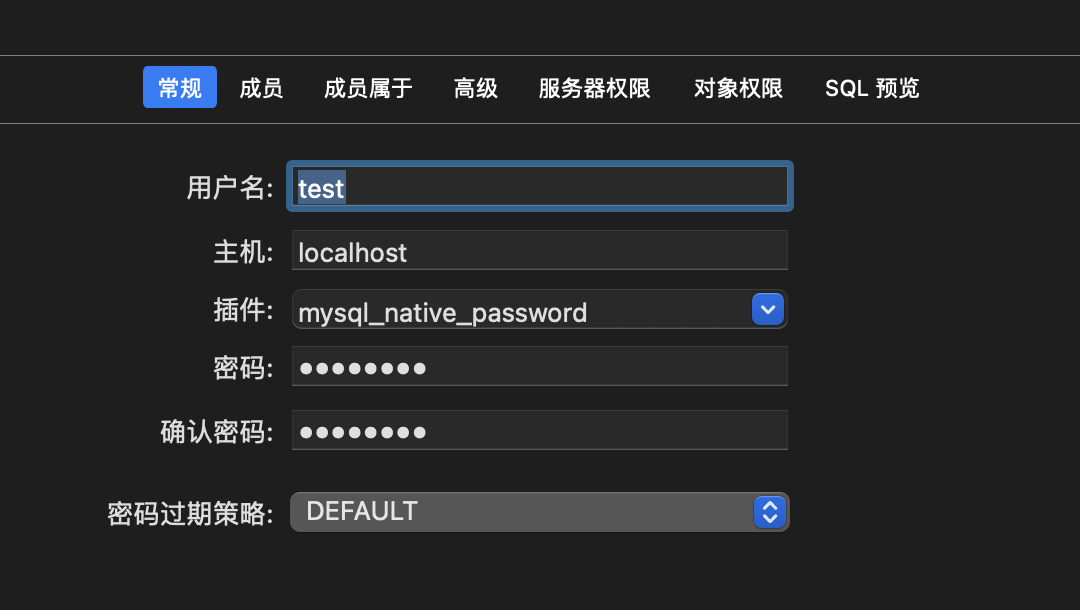 常规 成员 成员属于 高级 服务器权限 对象权限 SQL 预览
用户名: test
主机: localhost
插件: mysql_native_password
密码: ●●●●●●●●
确认密码: ●●●●●●●●
密码过期策略: DEFAULT